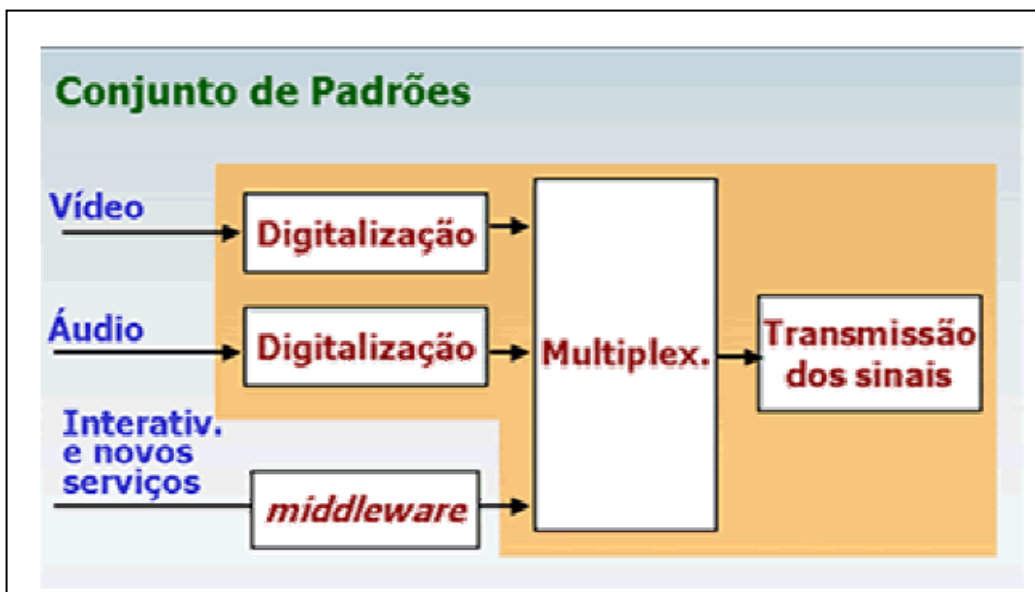 Conjunto de Padrões
Vídeo
Digitalização
Áudio
Digitalização
Multiplex.
Transmissão
dos sinais
Interativ.
e novos
serviços
middleware